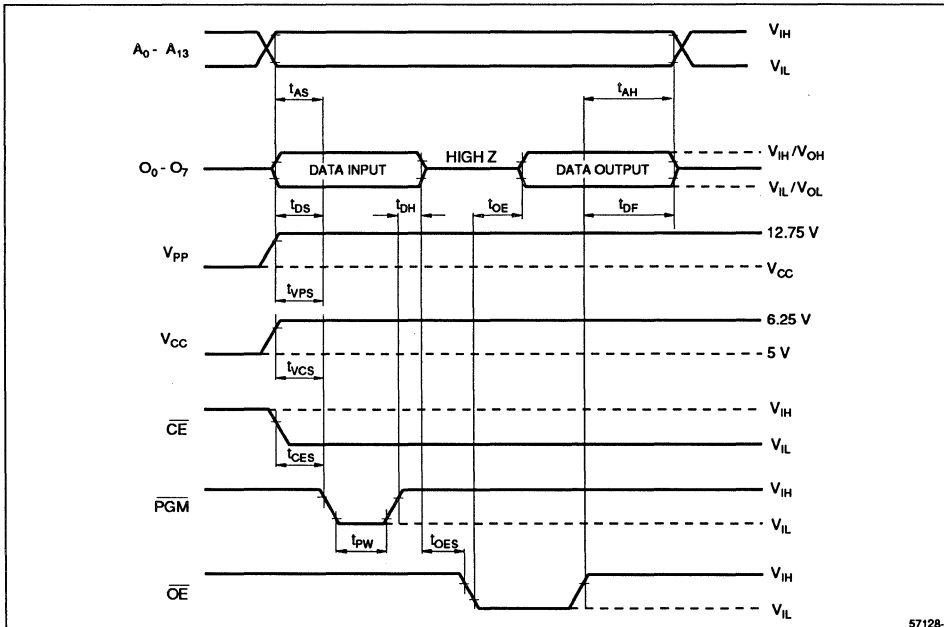 A0 - A13
VIH
VIL
tAS
tAH
O0 - O7
DATA INPUT
HIGH Z
DATA OUTPUT
VIH/VOH
VIL/VOL
tDS
tDH
tOE
tDF
VPP
12.75 V
VCC
tVPS
VCC
6.25 V
5 V
tVCS
CE
VIH
VIL
tCES
PGM
VIH
VIL
tPW
tOES
OE
VIH
VIL
57128-